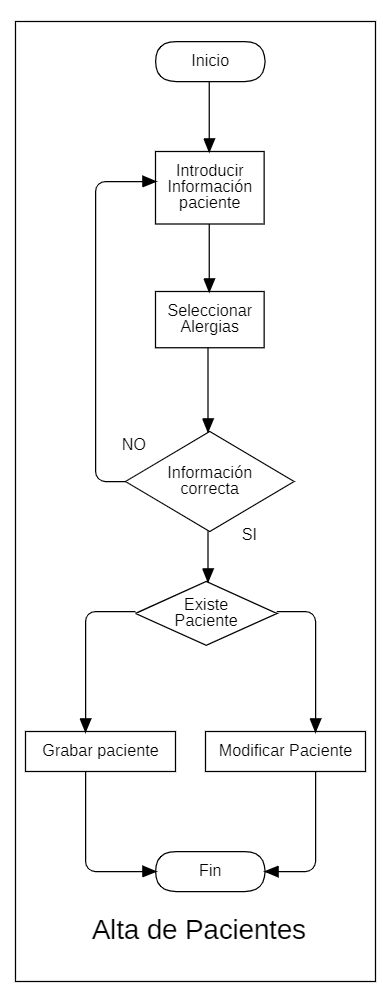 Inicio
Introducir
Información
paciente
Seleccionar
Alergias
NO
Información
correcta
SI
Existe
Paciente
Grabar paciente
Modificar Paciente
Fin
Alta de Pacientes